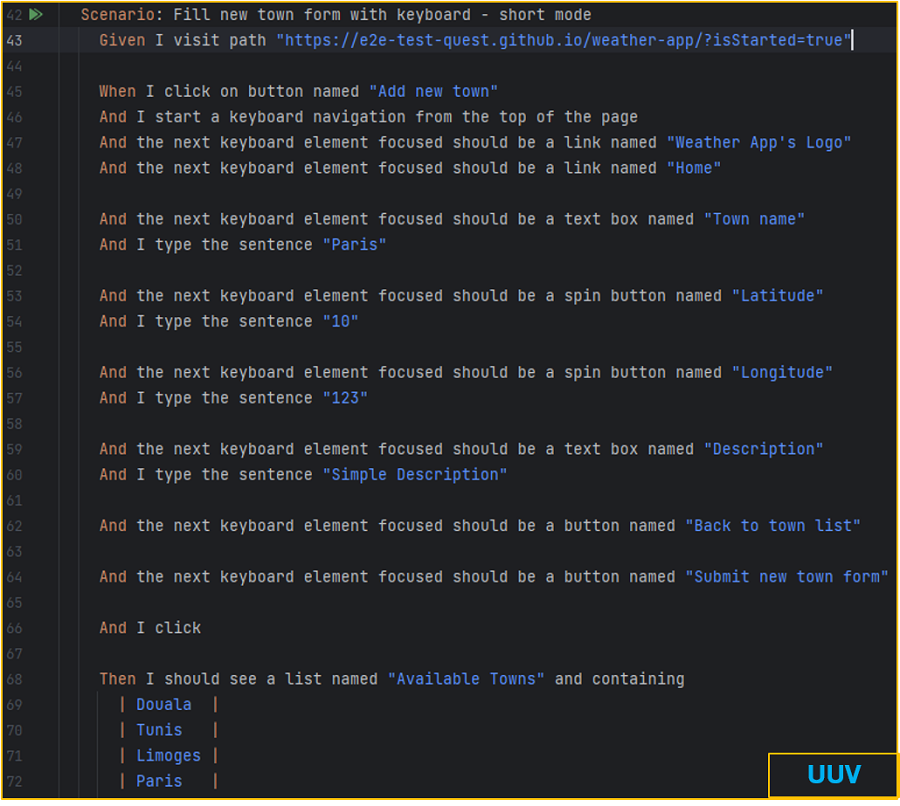 42 Scenario: Fill new town form with keyboard - short mode
43 Given I visit path "https://e2e-test-quest.github.io/weather-app/?isStarted=true"
44
45 When I click on button named "Add new town"
46 And I start a keyboard navigation from the top of the page
47 And the next keyboard element focused should be a link named "Weather App's Logo"
48 And the next keyboard element focused should be a link named "Home"
49
50 And the next keyboard element focused should be a text box named "Town name"
51 And I type the sentence "Paris"
52
53 And the next keyboard element focused should be a spin button named "Latitude"
54 And I type the sentence "10"
55
56 And the next keyboard element focused should be a spin button named "Longitude"
57 And I type the sentence "123"
58
59 And the next keyboard element focused should be a text box named "Description"
60 And I type the sentence "Simple Description"
61
62 And the next keyboard element focused should be a button named "Back to town list"
63
64 And the next keyboard element focused should be a button named "Submit new town form"
65
66 And I click
67
68 Then I should see a list named "Available Towns" and containing
69 | Douala |
70 | Tunis |
71 | Limoges |
72 | Paris |
UUV